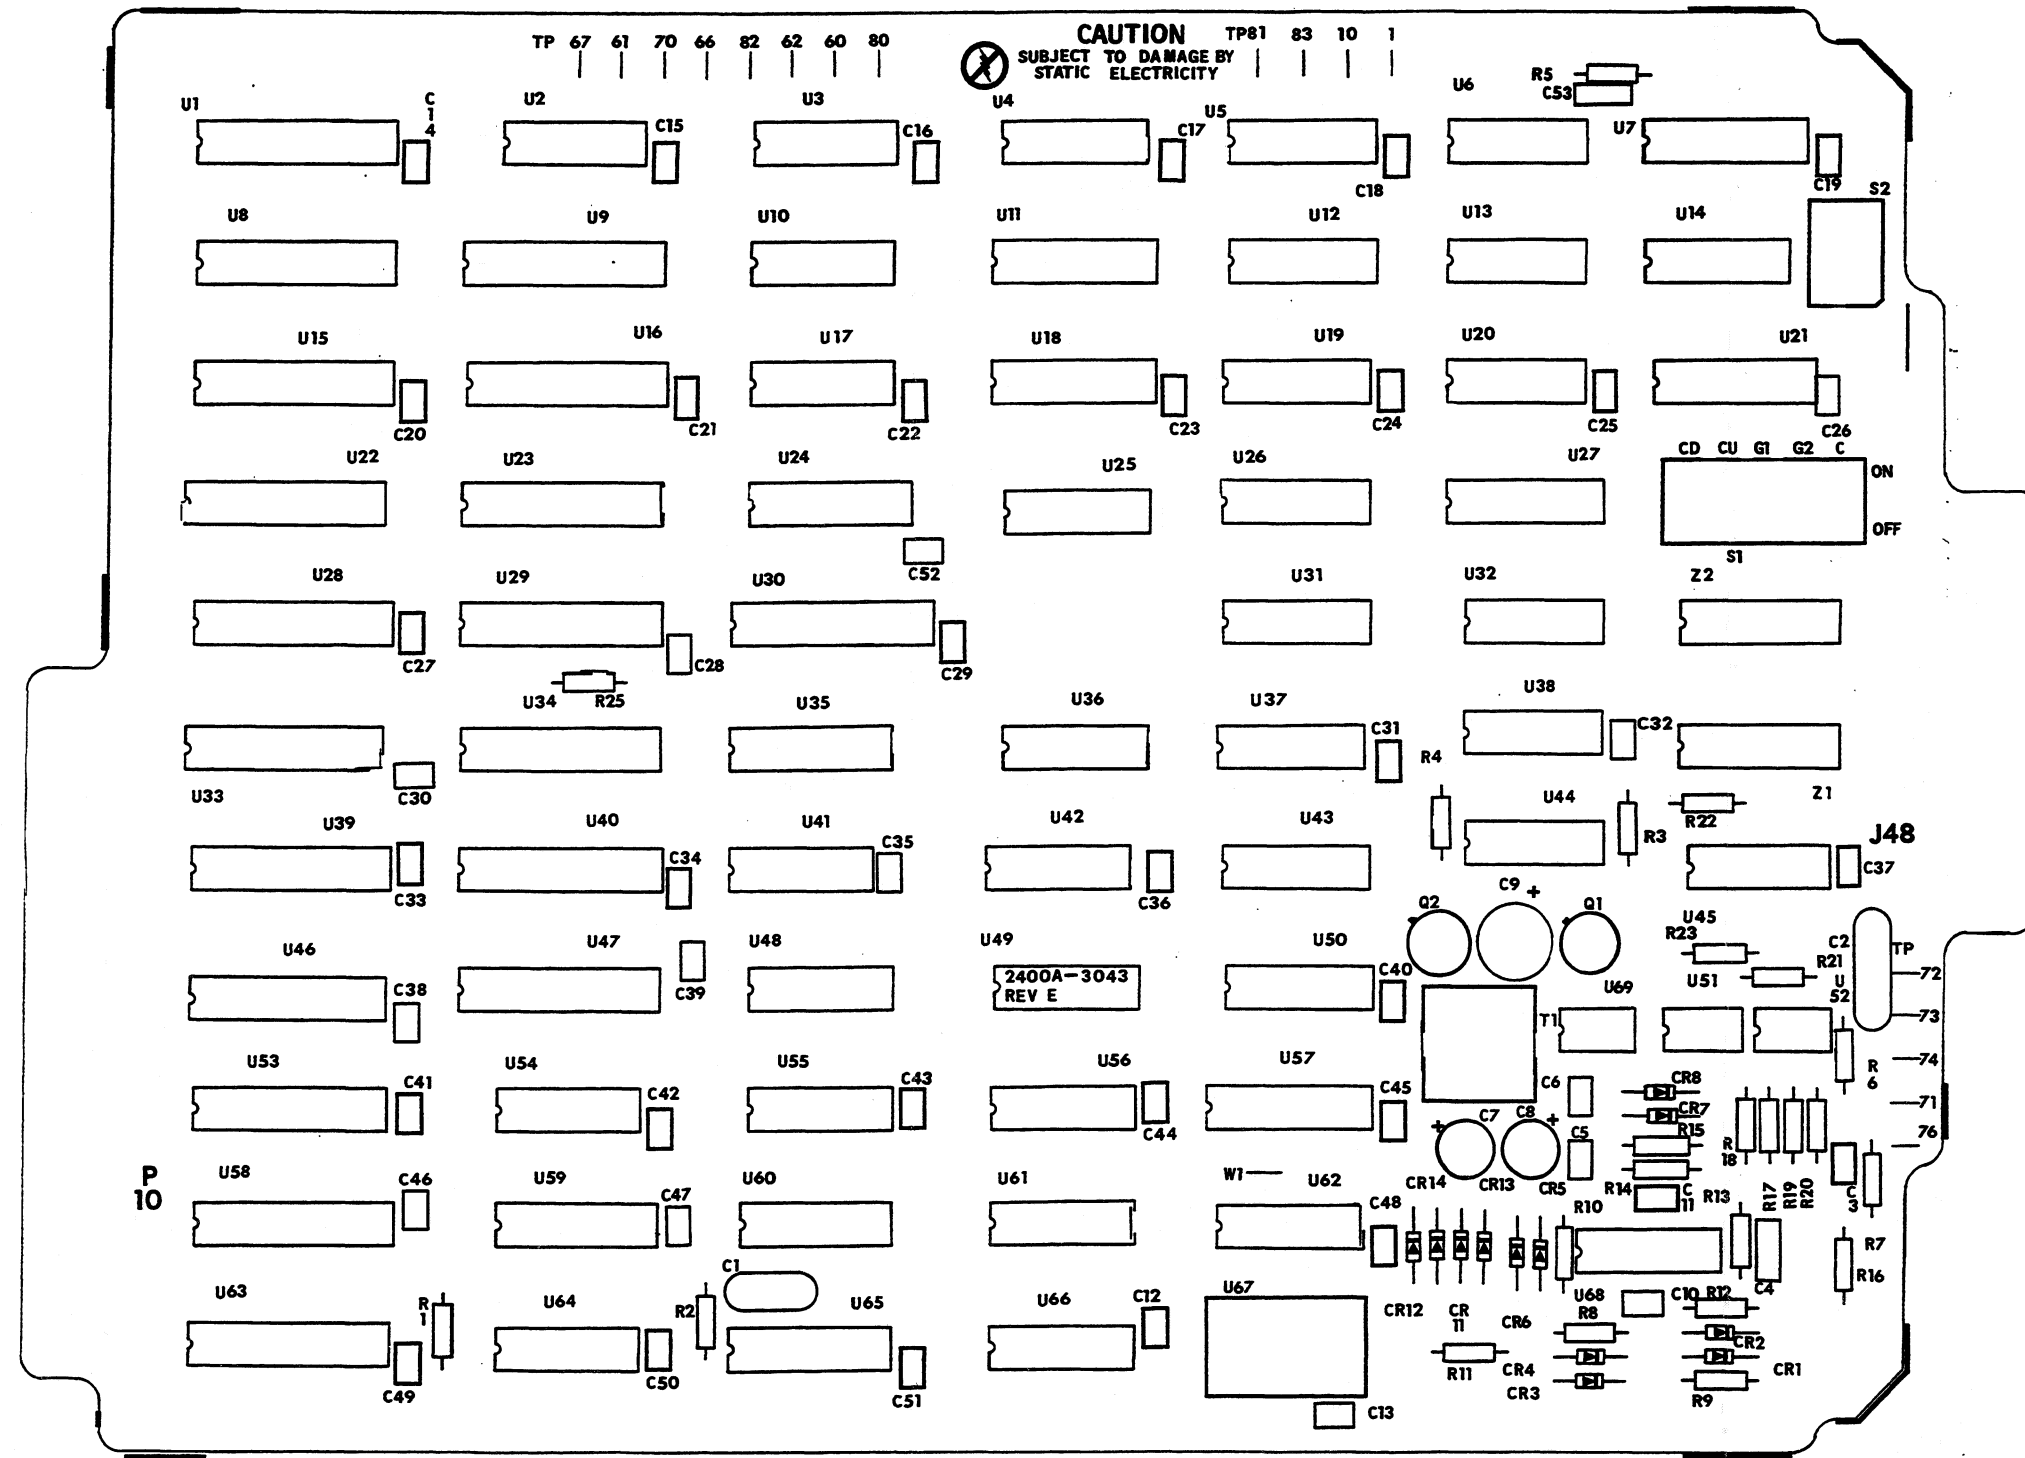 TP 67 61 70 66 82 62 60 80
CAUTION
SUBJECT TO DAMAGE BY
STATIC ELECTRICITY
TP81 83 10 1
R5
C53
U1
C14
U2
C15
U3
C16
U4
C17
U5
C18
U6
U7
C19
S2
U8
U9
U10
U11
U12
U13
U14
U15
C20
U16
C21
U17
C22
U18
C23
U19
C24
U20
C25
U21
C26
U22
U23
U24
C52
U25
U26
U27
CD CU G1 G2 C
ON
OFF
S1
U28
C27
U29
C28
U30
C29
U31
U32
Z2
R25
U33
C30
U34
U35
U36
U37
C31
U38
C32
R4
Z1
U39
C33
U40
C34
U41
C35
U42
C36
U43
U44
R3
R22
J48
C37
U45
C9 +
Q2
Q1
R23
C2
TP
R21
72
U46
C38
U47
C39
U48
U49
2400A-3043
REV E
U50
C40
U69
U51
U52
T1
73
74
R6
71
76
U53
C41
U54
C42
U55
C43
U56
C44
U57
C45
C6
CR8
CR7
R15
+ C7
C8 +
C5
R18
P10
U58
C46
U59
C47
U60
U61
W1
U62
C48
CR14
CR13
CR5
R14
C11
R13
R17
R19
R20
C3
R10
R7
R16
C1
U63
R1
C49
U64
C50
R2
U65
C51
U66
C12
U67
C13
CR12
CR11
CR6
U68
R8
C10
R12
C4
CR2
CR1
R11
CR4
CR3
R9